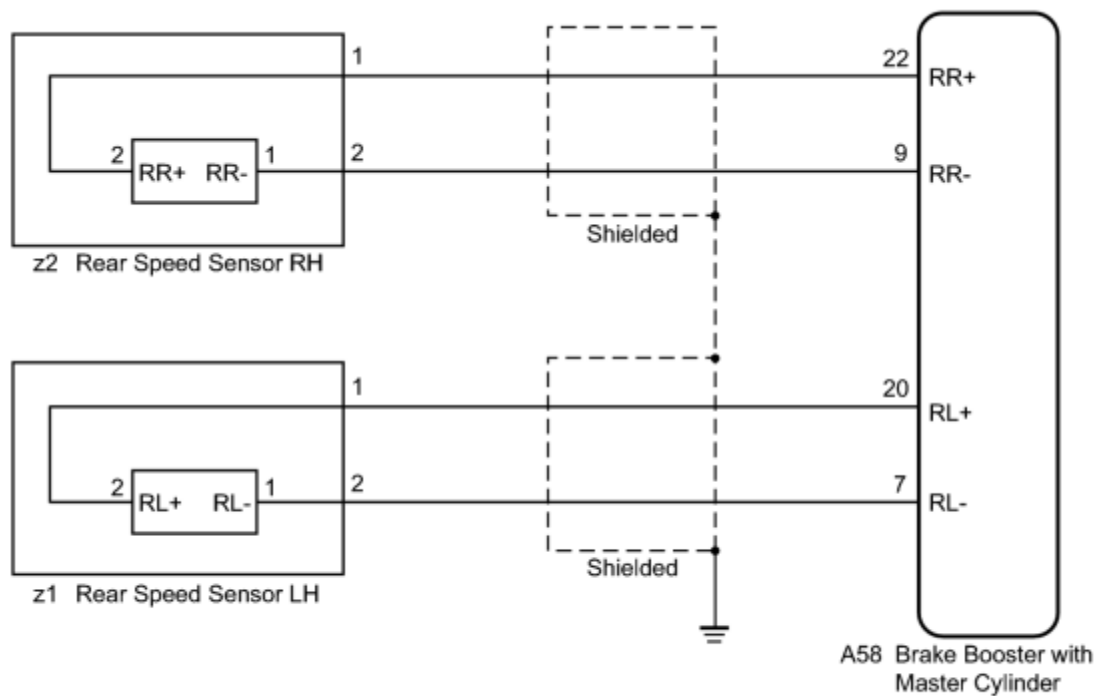 1
22
RR+
2
RR+ RR-
1
2
9
RR-
Shielded
z2 Rear Speed Sensor RH
1
20
RL+
2
RL+ RL-
1
2
7
RL-
Shielded
z1 Rear Speed Sensor LH
A58 Brake Booster with
Master Cylinder